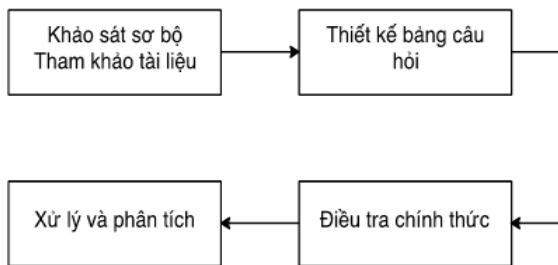 Khảo sát sơ bộ
Tham khảo tài liệu
Thiết kế bảng câu
hỏi
Xử lý và phân tích
Điều tra chính thức